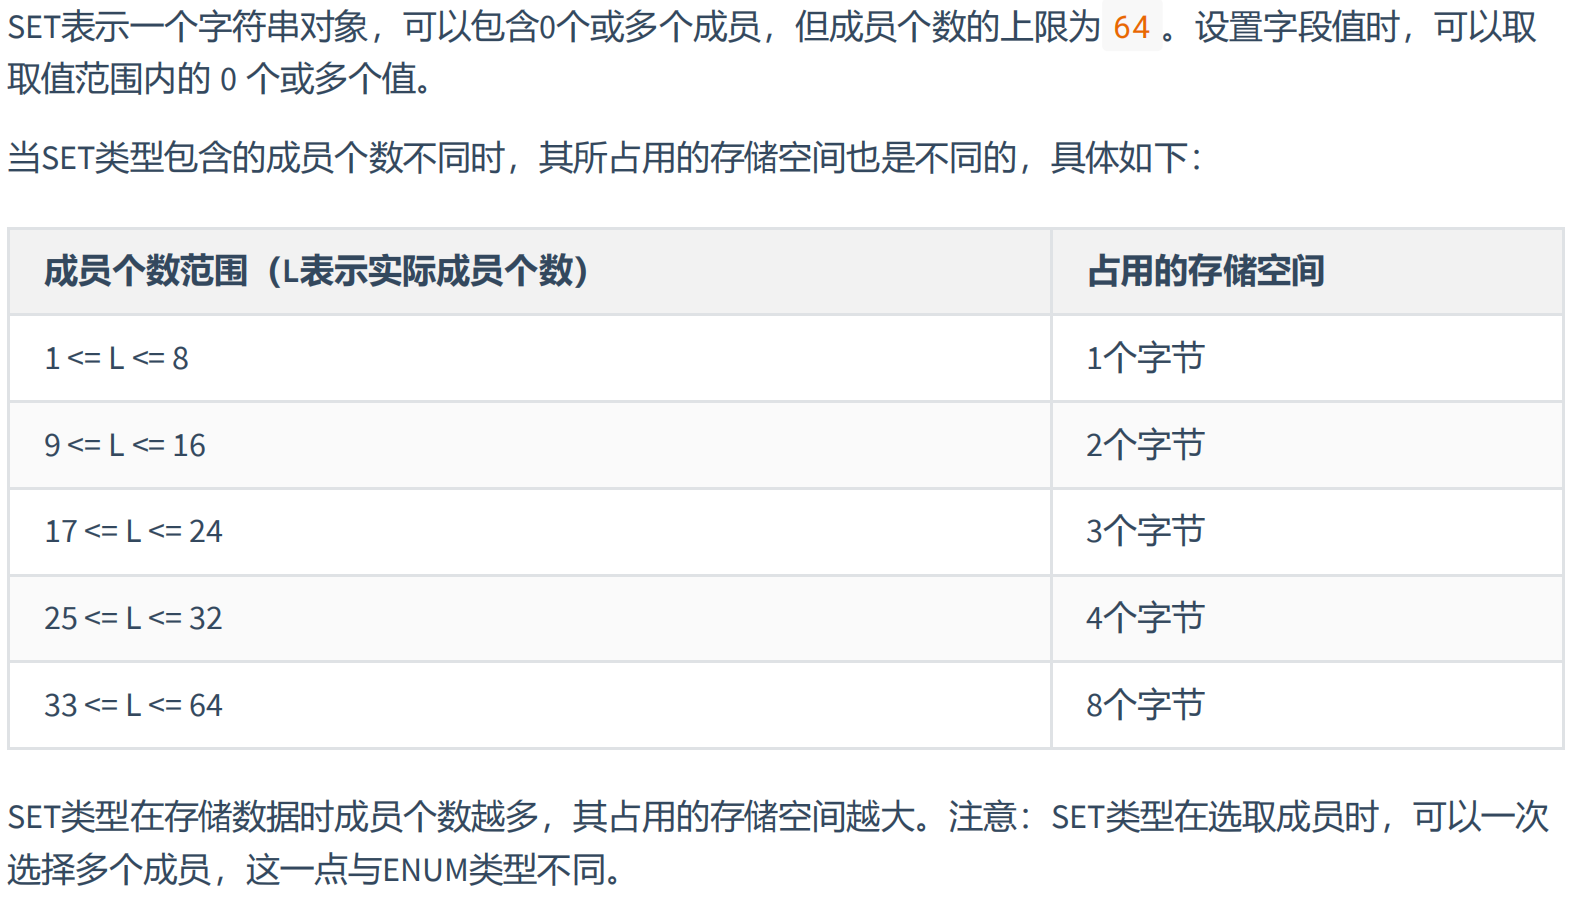 SET表示一个字符串对象，可以包含0个或多个成员，但成员个数的上限为 64 。设置字段值时，可以取
取值范围内的 0 个或多个值。
当SET类型包含的成员个数不同时，其所占用的存储空间也是不同的，具体如下：
成员个数范围（L表示实际成员个数） 占用的存储空间
1 <= L <= 8 1个字节
9 <= L <= 16 2个字节
17 <= L <= 24 3个字节
25 <= L <= 32 4个字节
33 <= L <= 64 8个字节
SET类型在存储数据时成员个数越多，其占用的存储空间越大。注意：SET类型在选取成员时，可以一次
选择多个成员，这一点与ENUM类型不同。